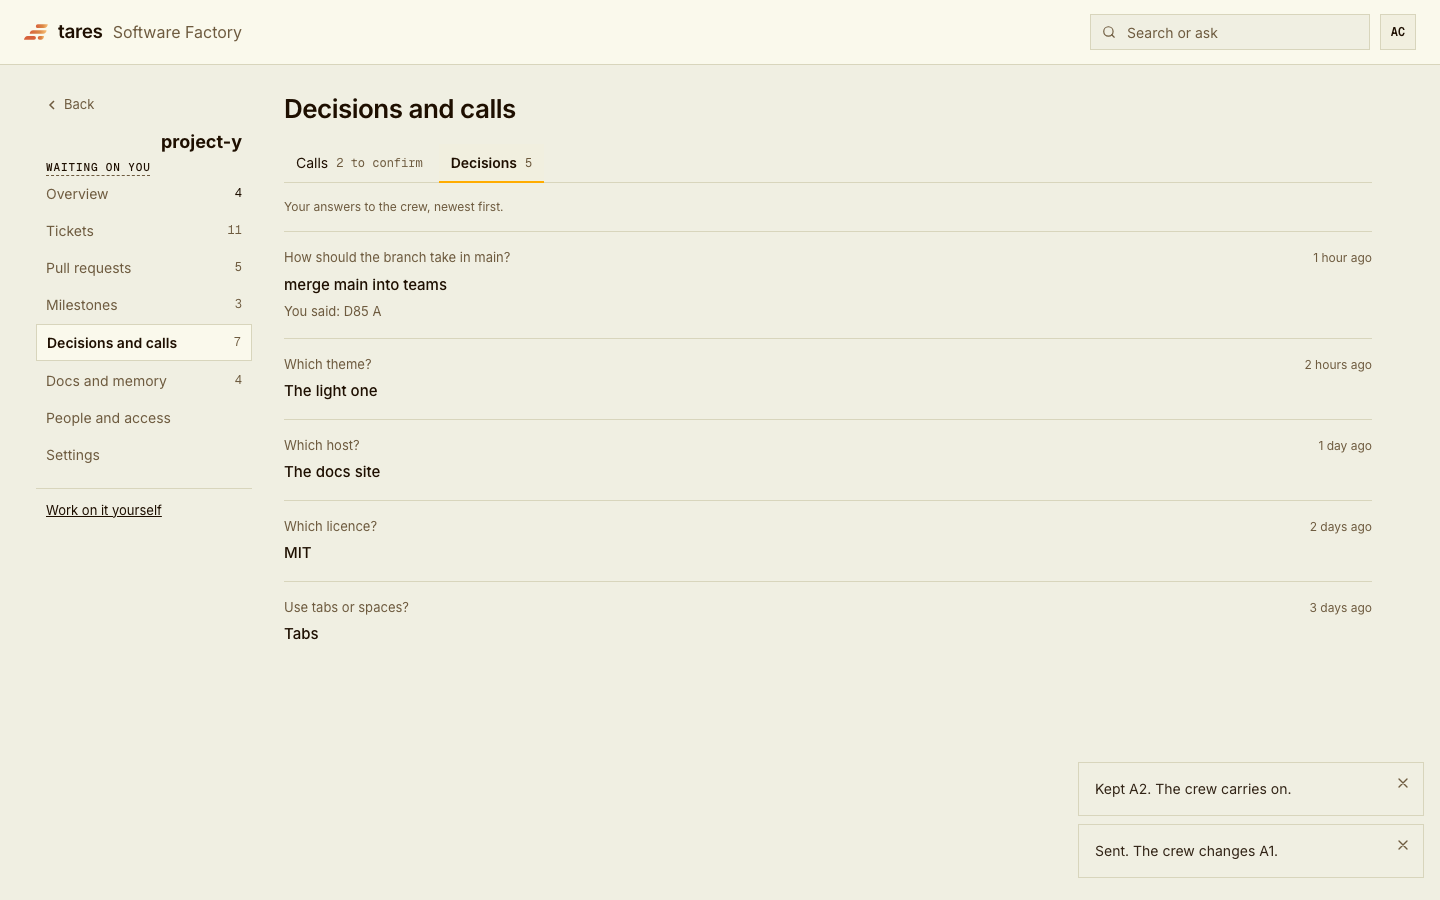 tares Software Factory
Search or ask
AC
Back
project-y
WAITING ON YOU
Overview 4
Tickets 11
Pull requests 5
Milestones 3
Decisions and calls 7
Docs and memory 4
People and access
Settings
Work on it yourself
Decisions and calls
Calls 2 to confirm
Decisions 5
Your answers to the crew, newest first.
How should the branch take in main? 1 hour ago
merge main into teams
You said: D85 A
Which theme? 2 hours ago
The light one
Which host? 1 day ago
The docs site
Which licence? 2 days ago
MIT
Use tabs or spaces? 3 days ago
Tabs
Kept A2. The crew carries on.
Sent. The crew changes A1.